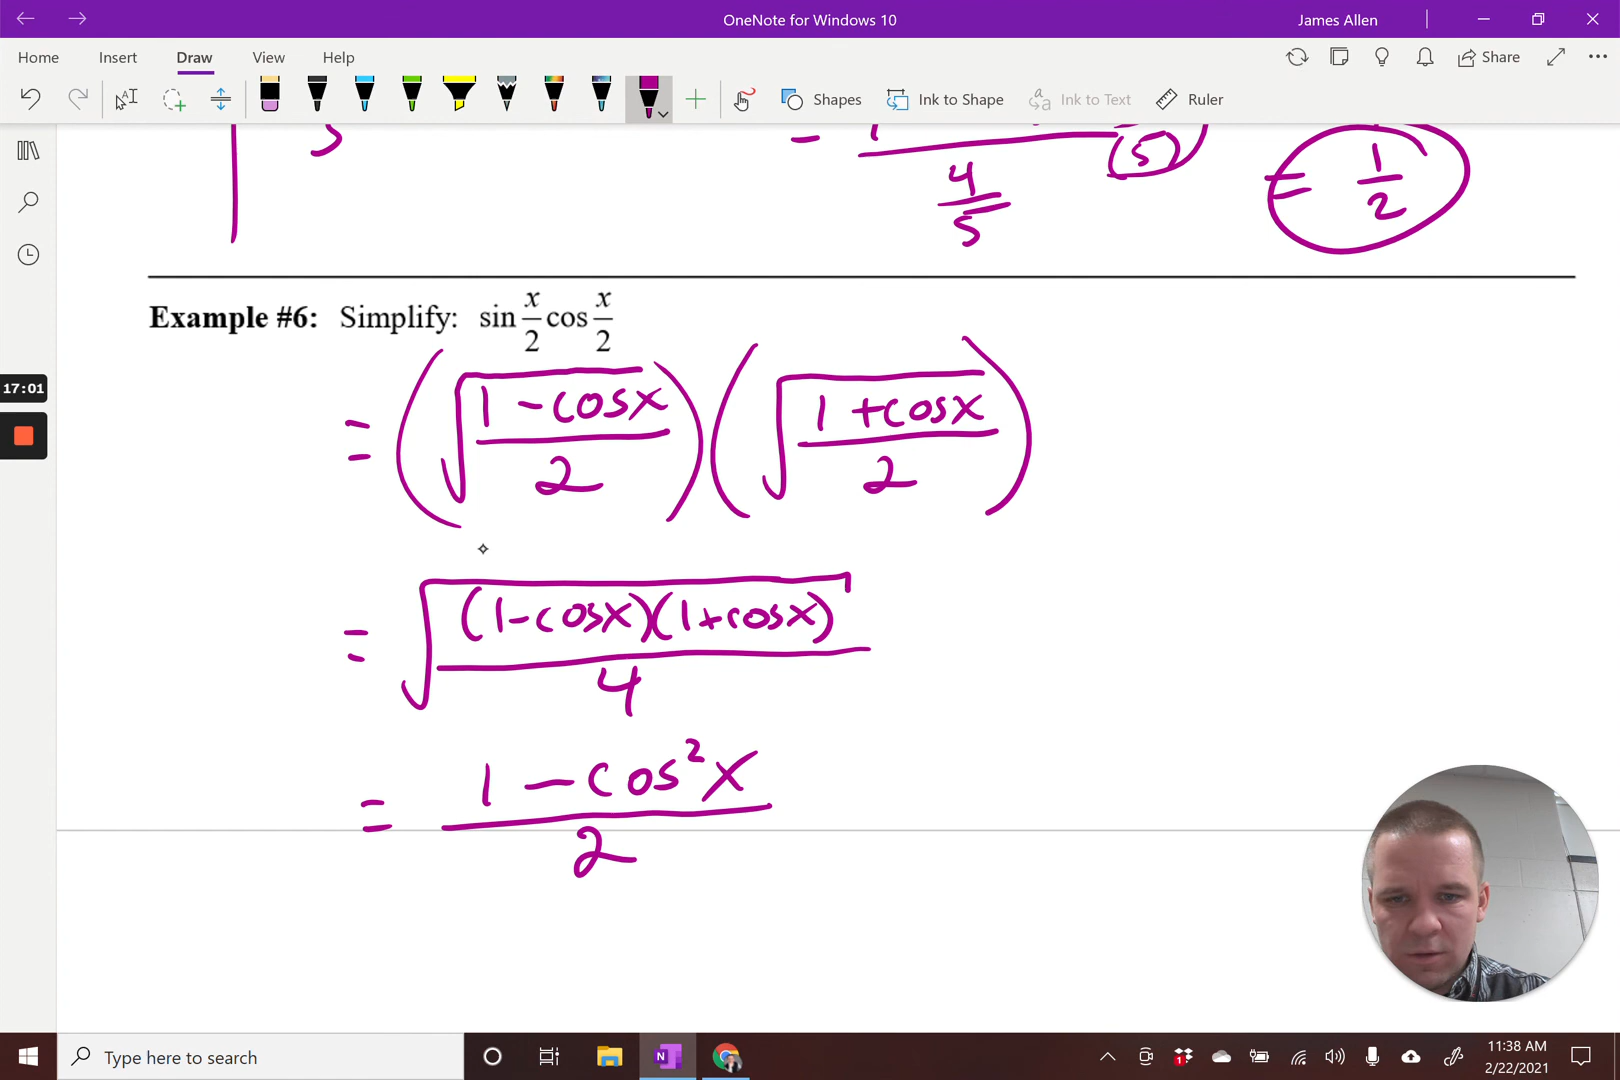 OneNote for Windows 10
James Allen
Home Insert Draw View Help
Share
Shapes Ink to Shape Ink to Text Ruler
5
4/5
= 1/2
17:01
Example #6: Simplify: sin x/2 cos x/2
= (√((1 - cosx)/2)) (√((1 + cosx)/2))
= √((1-cosx)(1+cosx)/4)
= (1 - cos²x)/2
Type here to search
11:38 AM
2/22/2021